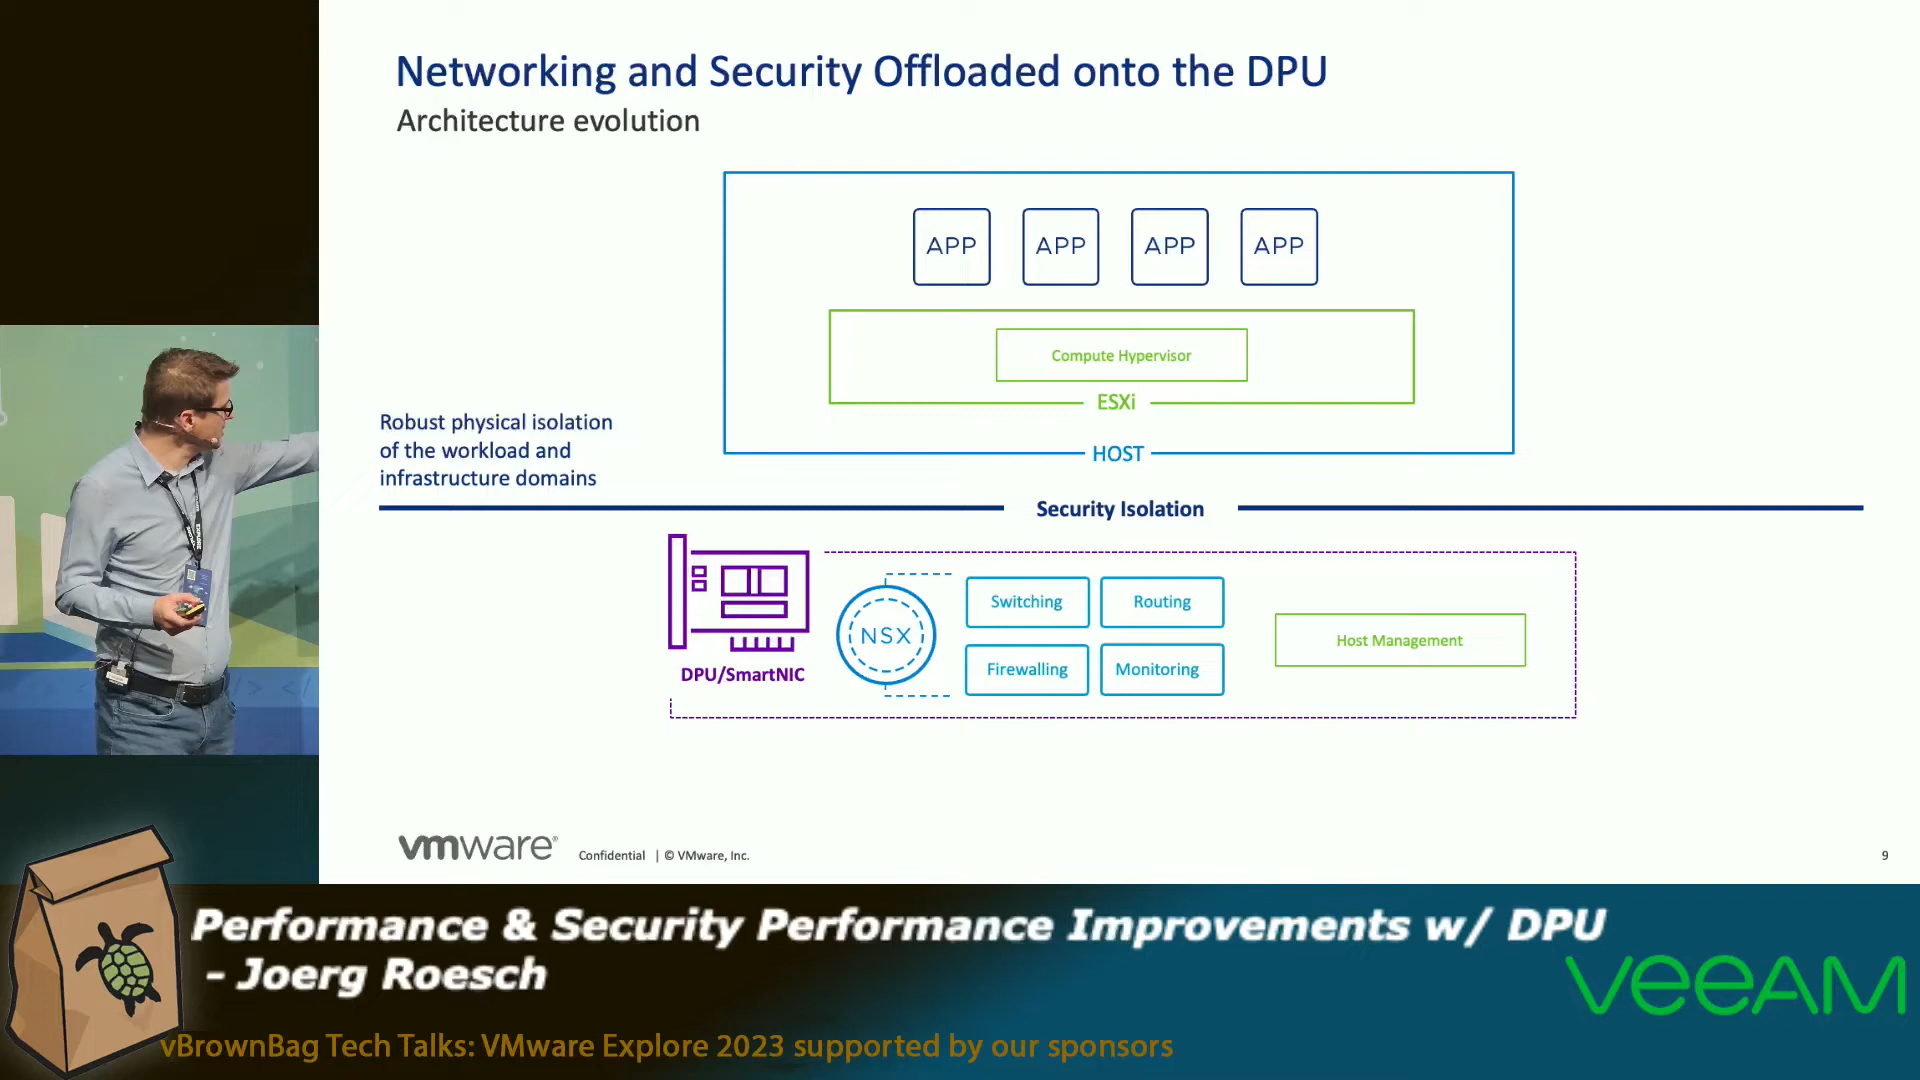 Networking and Security Offloaded onto the DPU
Architecture evolution
APP APP APP APP
Compute Hypervisor
ESXi
HOST
Robust physical isolation
of the workload and
infrastructure domains
Security Isolation
DPU/SmartNIC
NSX
Switching Routing
Firewalling Monitoring
Host Management
vmware®
Confidential | © VMware, Inc.
9
Performance & Security Performance Improvements w/ DPU
- Joerg Roesch
veeAM
vBrownBag Tech Talks: VMware Explore 2023 supported by our sponsors